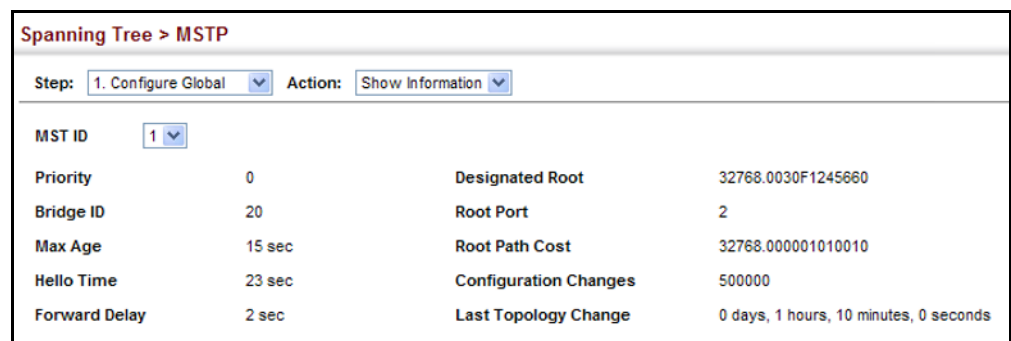 Spanning Tree > MSTP
Step: 1. Configure Global Action: Show Information
MST ID 1
Priority 0 Designated Root 32768.0030F1245660
Bridge ID 20 Root Port 2
Max Age 15 sec Root Path Cost 32768.000001010010
Hello Time 23 sec Configuration Changes 500000
Forward Delay 2 sec Last Topology Change 0 days, 1 hours, 10 minutes, 0 seconds